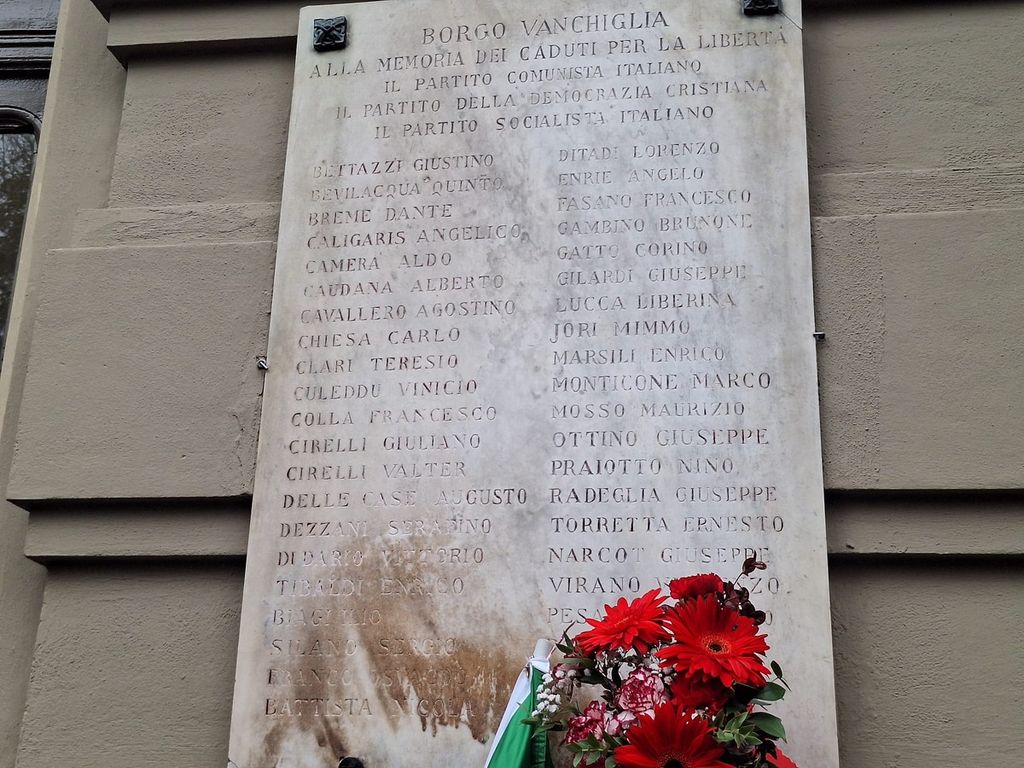 BORGO VANCHIGLIA
ALLA MEMORIA DEI CADUTI PER LA LIBERTÀ
IL PARTITO COMUNISTA ITALIANO
IL PARTITO DELLA DEMOCRAZIA CRISTIANA
IL PARTITO SOCIALISTA ITALIANO
BETTAZZI GIUSTINO
BEVILACQUA QUINTO
BREME DANTE
CALIGARIS ANGELICO
CAMERA ALDO
CAUDANA ALBERTO
CAVALLERO AGOSTINO
CHIESA CARLO
CLARI TERESIO
CULEDDU VINICIO
COLLA FRANCESCO
CIRELLI GIULIANO
CIRELLI VALTER
DELLE CASE AUGUSTO
DEZZANI SERAFINO
DI DARIO VITTORIO
TIBALDI ENRICO
BIAGI LIO
SILANO SERGIO
FRANCO
BATTISTA NICOLA
DITADI LORENZO
ENRIE ANGELO
FASANO FRANCESCO
GAMBINO BRUNONE
GATTO CORINO
GILARDI GIUSEPPE
LUCCA LIBERINA
JORI MIMMO
MARSILI ENRICO
MONTICONE MARCO
MOSSO MAURIZIO
OTTINO GIUSEPPE
PRAIOTTO NINO
RADEGLIA GIUSEPPE
TORRETTA ERNESTO
NARCOT GIUSEPPE
VIRANO